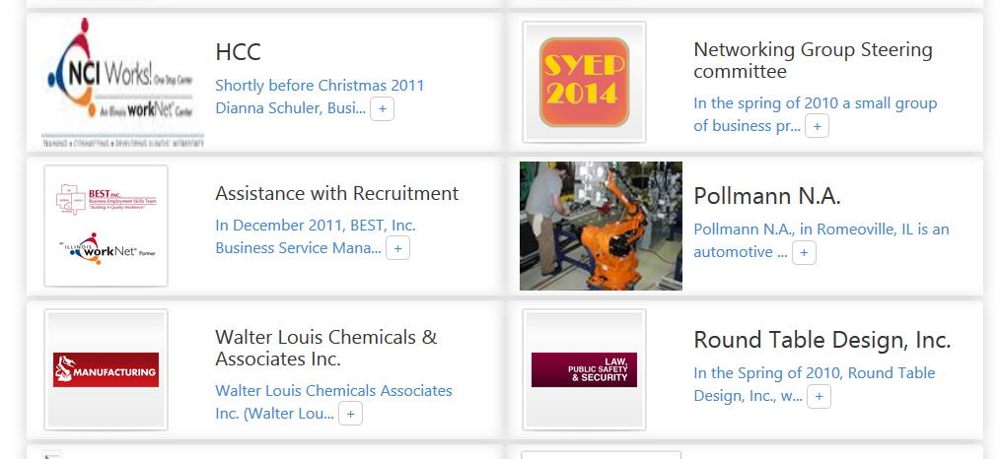 NCI Works! One Stop Center
An Illinois workNet® Center
TRAINING • CONNECTING • DEVELOPING ILLINOIS' WORKFORCE
HCC
Shortly before Christmas 2011
Dianna Schuler, Busi... +
SYEP
2014
Networking Group Steering
committee
In the spring of 2010 a small group
of business pr... +
BEST INC.
Business Employment Skills Team
"Building A Quality Workforce"
ILLINOIS
workNet® Partner
Assistance with Recruitment
In December 2011, BEST, Inc.
Business Service Mana... +
Pollmann N.A.
Pollmann N.A., in Romeoville, IL is an
automotive ... +
MANUFACTURING
Walter Louis Chemicals &
Associates Inc.
Walter Louis Chemicals Associates
Inc. (Walter Lou... +
LAW,
PUBLIC SAFETY
& SECURITY
Round Table Design, Inc.
In the Spring of 2010, Round Table
Design, Inc., w... +